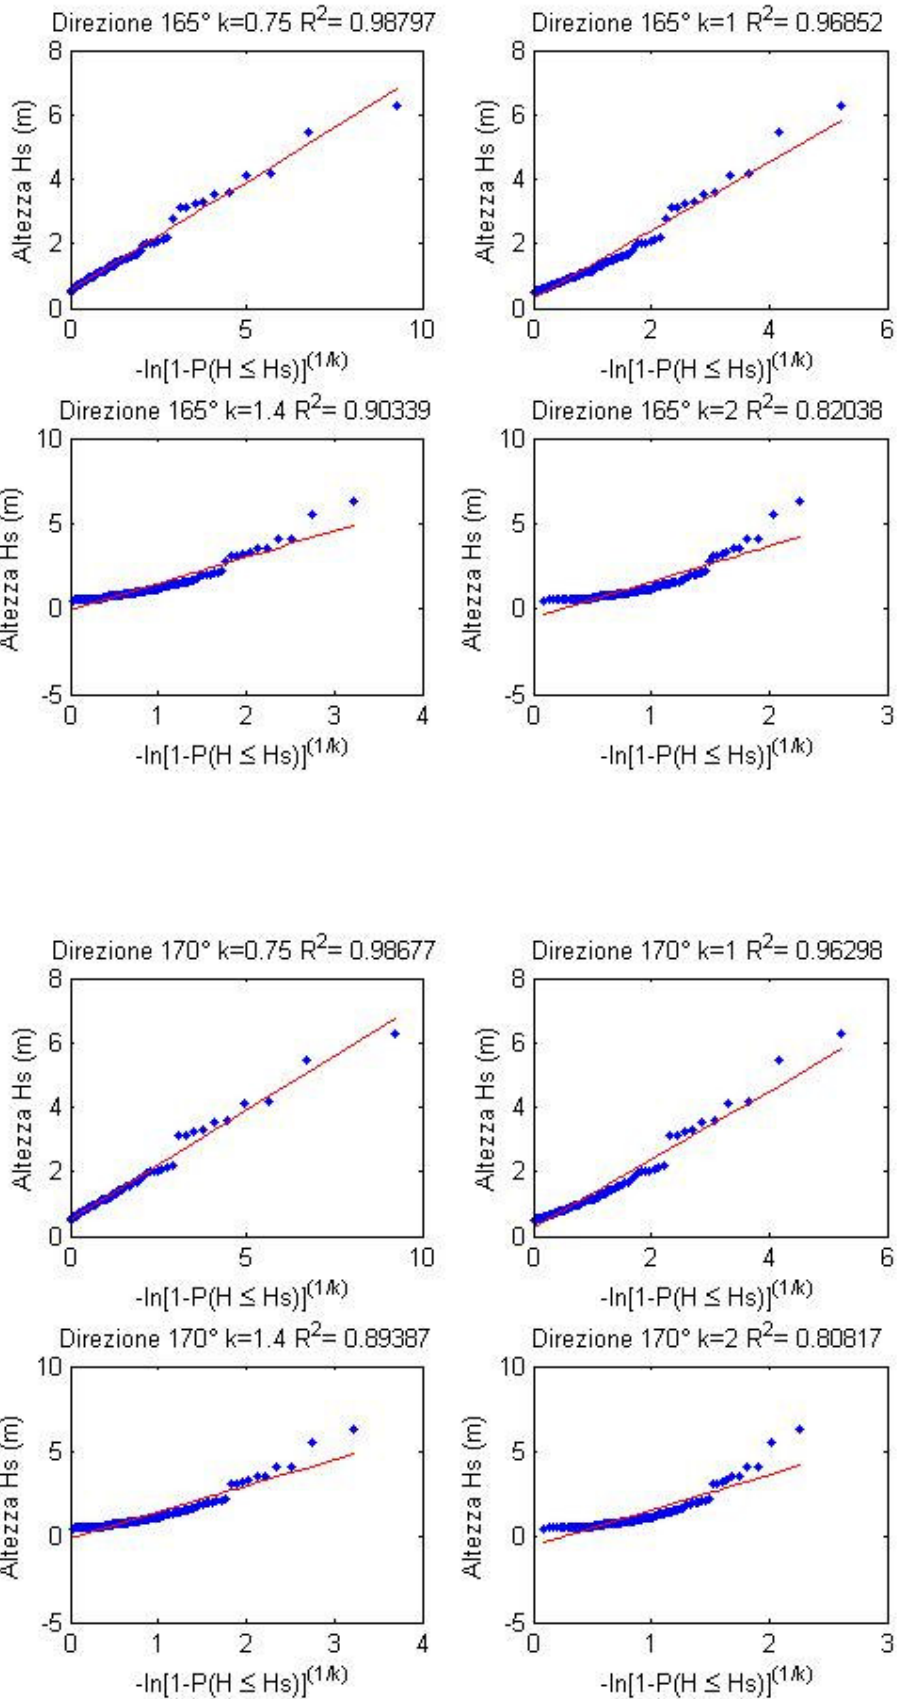 Direzione 165° k=0.75 R2= 0.98797
Altezza Hs (m)
8
6
4
2
0
0 5 10
-ln[1-P(H ≤ Hs)](1/k)
Direzione 165° k=1 R2= 0.96852
Altezza Hs (m)
8
6
4
2
0
0 2 4 6
-ln[1-P(H ≤ Hs)](1/k)
Direzione 165° k=1.4 R2= 0.90339
Altezza Hs (m)
10
5
0
-5
0 1 2 3 4
-ln[1-P(H ≤ Hs)](1/k)
Direzione 165° k=2 R2= 0.82038
Altezza Hs (m)
10
5
0
-5
0 1 2 3
-ln[1-P(H ≤ Hs)](1/k)
Direzione 170° k=0.75 R2= 0.98677
Altezza Hs (m)
8
6
4
2
0
0 5 10
-ln[1-P(H ≤ Hs)](1/k)
Direzione 170° k=1 R2= 0.96298
Altezza Hs (m)
8
6
4
2
0
0 2 4 6
-ln[1-P(H ≤ Hs)](1/k)
Direzione 170° k=1.4 R2= 0.89387
Altezza Hs (m)
10
5
0
-5
0 1 2 3 4
-ln[1-P(H ≤ Hs)](1/k)
Direzione 170° k=2 R2= 0.80817
Altezza Hs (m)
10
5
0
-5
0 1 2 3
-ln[1-P(H ≤ Hs)](1/k)